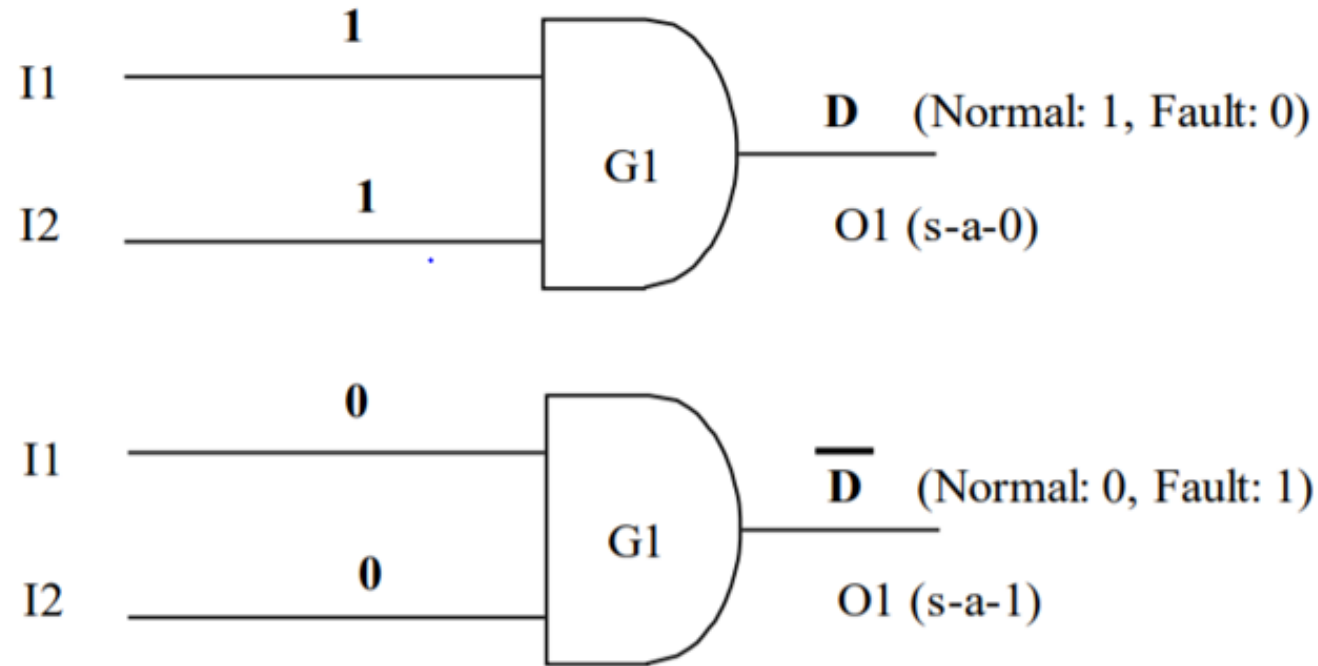 1
I1
D (Normal: 1, Fault: 0)
G1
1
I2
O1 (s-a-0)
0
I1
D̅ (Normal: 0, Fault: 1)
G1
0
I2
O1 (s-a-1)